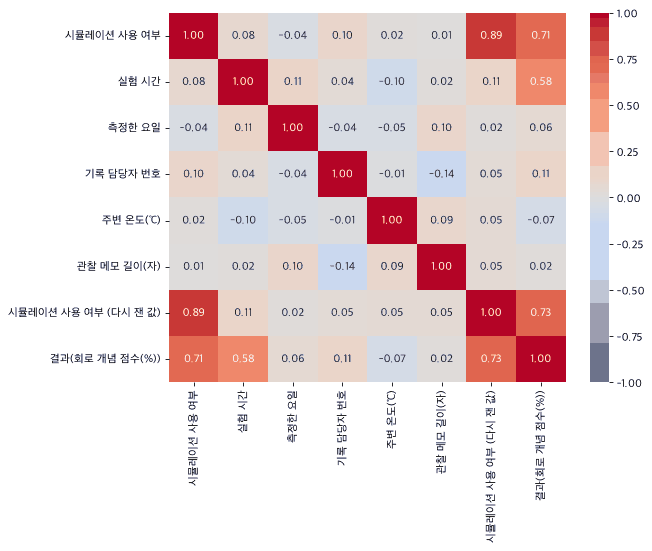 시뮬레이션 사용 여부 1.00 0.08 -0.04 0.10 0.02 0.01 0.89 0.71
실험 시간 0.08 1.00 0.11 0.04 -0.10 0.02 0.11 0.58
측정한 요일 -0.04 0.11 1.00 -0.04 -0.05 0.10 0.02 0.06
기록 담당자 번호 0.10 0.04 -0.04 1.00 -0.01 -0.14 0.05 0.11
주변 온도(℃) 0.02 -0.10 -0.05 -0.01 1.00 0.09 0.05 -0.07
관찰 메모 길이(자) 0.01 0.02 0.10 -0.14 0.09 1.00 0.05 0.02
시뮬레이션 사용 여부 (다시 잰 값) 0.89 0.11 0.02 0.05 0.05 0.05 1.00 0.73
결과(회로 개념 점수(%)) 0.71 0.58 0.06 0.11 -0.07 0.02 0.73 1.00
시뮬레이션 사용 여부
실험 시간
측정한 요일
기록 담당자 번호
주변 온도(℃)
관찰 메모 길이(자)
시뮬레이션 사용 여부 (다시 잰 값)
결과(회로 개념 점수(%))
1.00
0.75
0.50
0.25
0.00
-0.25
-0.50
-0.75
-1.00